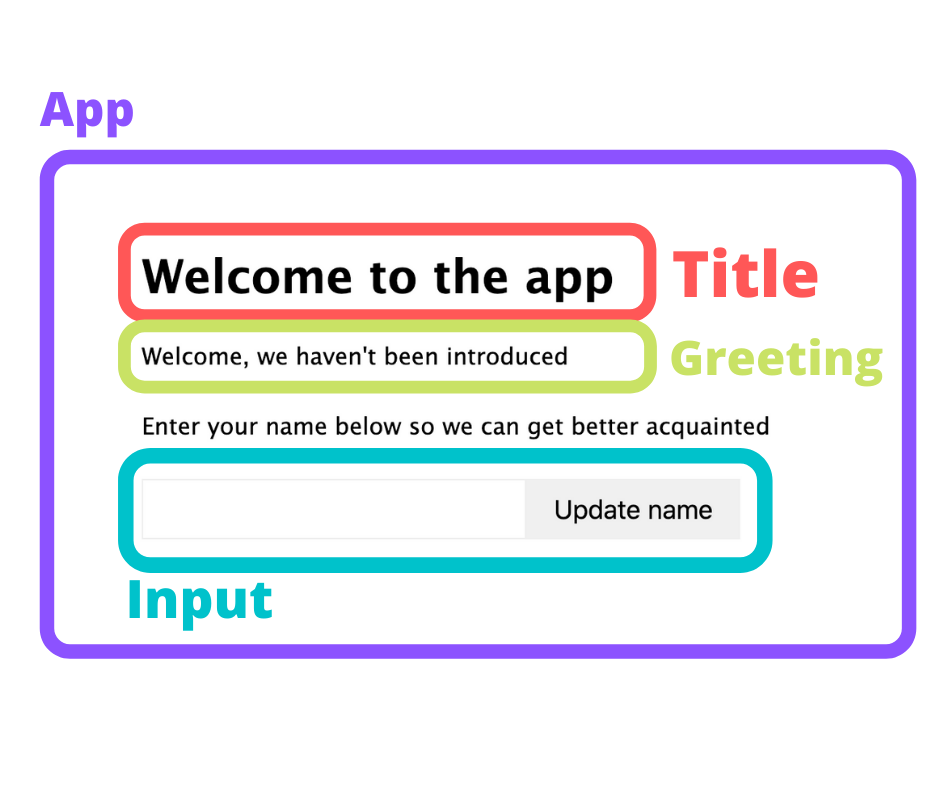 App
Welcome to the app
Title
Welcome, we haven't been introduced
Greeting
Enter your name below so we can get better acquainted
Update name
Input